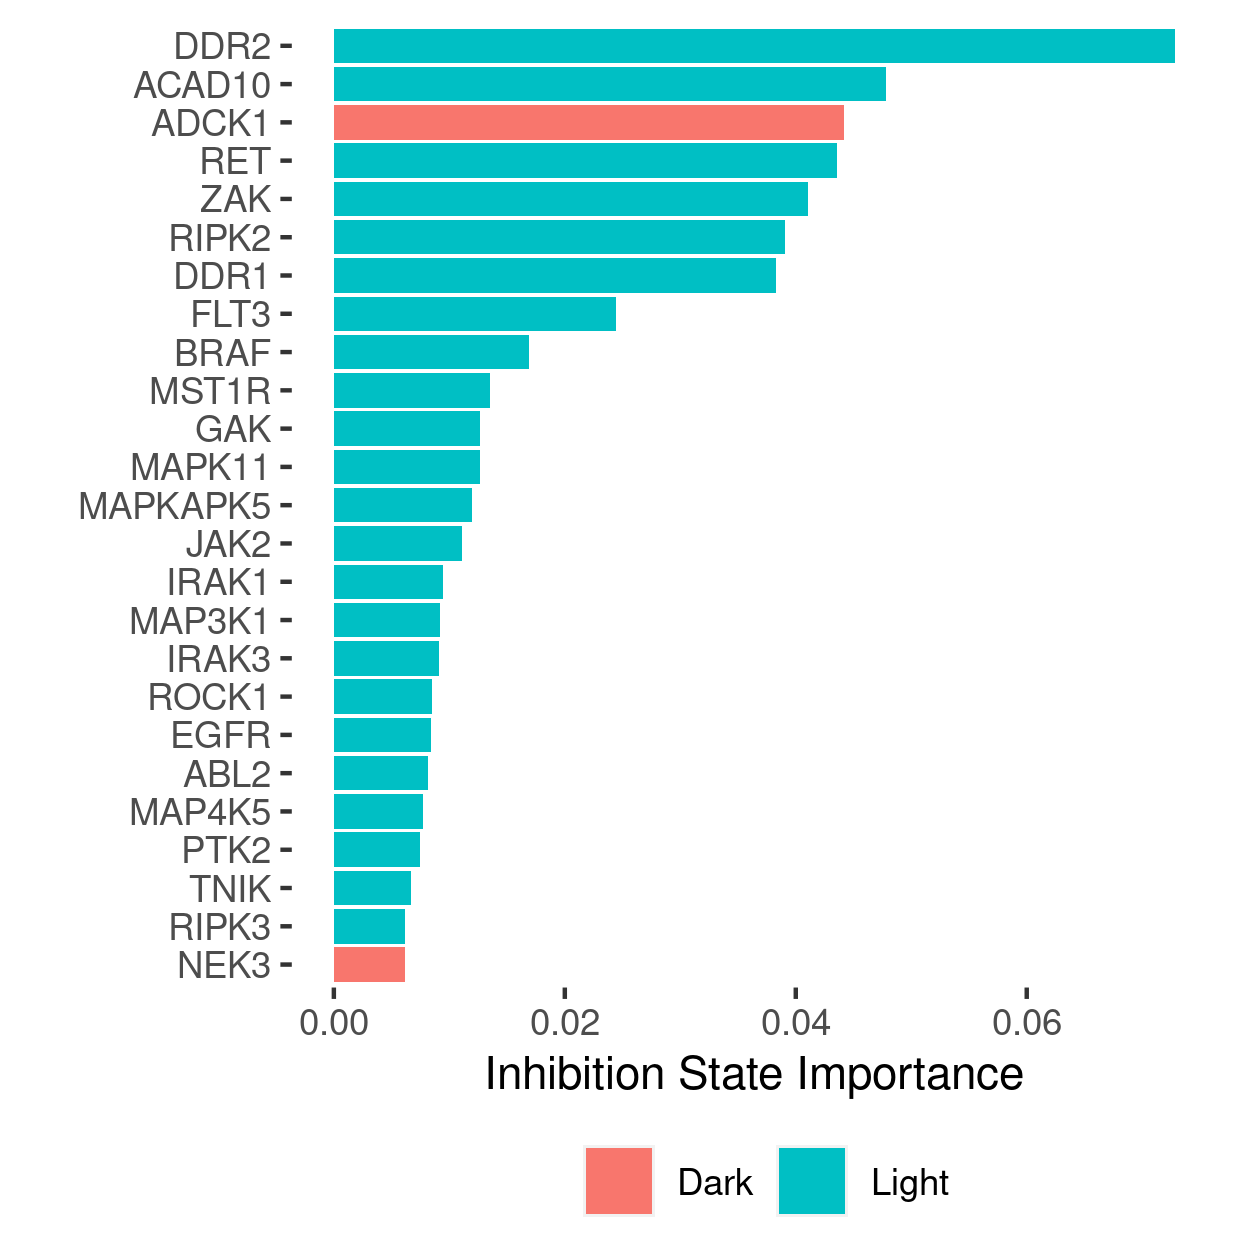 DDR2
ACAD10
ADCK1
RET
ZAK
RIPK2
DDR1
FLT3
BRAF
MST1R
GAK
MAPK11
MAPKAPK5
JAK2
IRAK1
MAP3K1
IRAK3
ROCK1
EGFR
ABL2
MAP4K5
PTK2
TNIK
RIPK3
NEK3
0.00 0.02 0.04 0.06
Inhibition State Importance
Dark Light